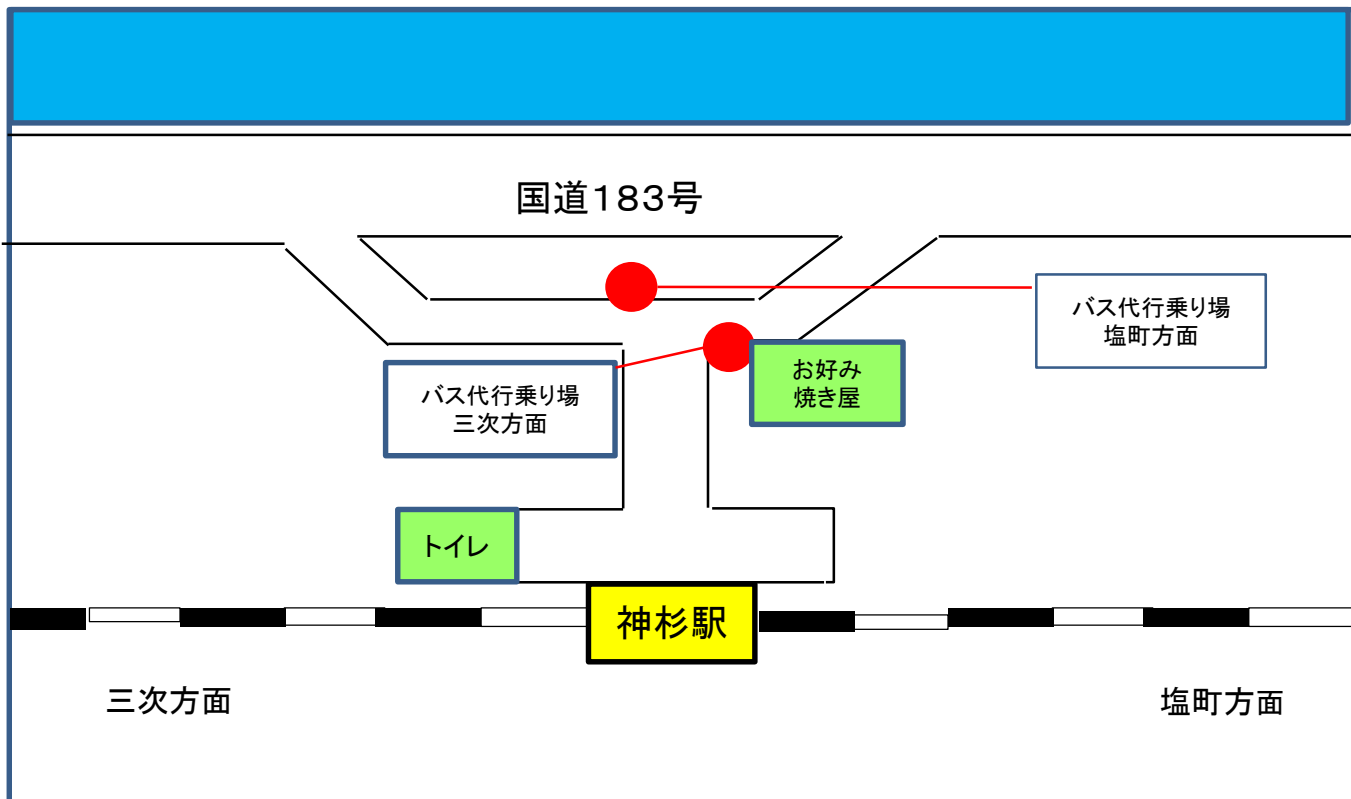 国道１８３号
バス代行乗り場
塩町方面
バス代行乗り場
三次方面
お好み
焼き屋
トイレ
神杉駅
三次方面
塩町方面